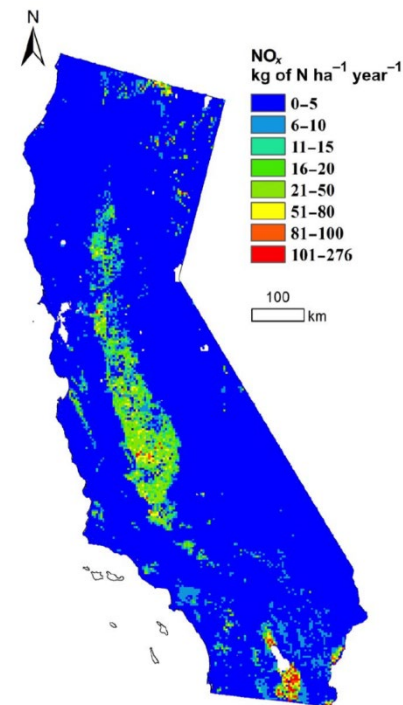 N
NOₓ
kg of N ha⁻¹ year⁻¹
0–5
6–10
11–15
16–20
21–50
51–80
81–100
101–276
100
km